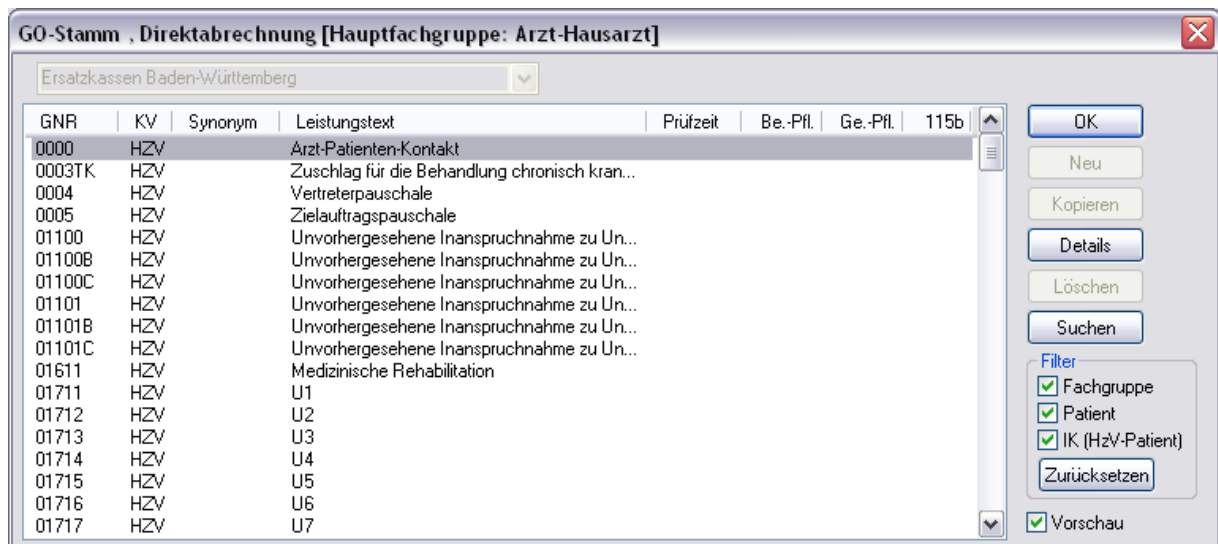 GO-Stamm , Direktabrechnung [Hauptfachgruppe: Arzt-Hausarzt]
Ersatzkassen Baden-Württemberg
GNR KV Synonym Leistungstext Prüfzeit Be.-Pfl. Ge.-Pfl. 115b
0000 HZV Arzt-Patienten-Kontakt
0003TK HZV Zuschlag für die Behandlung chronisch kran...
0004 HZV Vertreterpauschale
0005 HZV Zielauftragspauschale
01100 HZV Unvorhergesehene Inanspruchnahme zu Un...
01100B HZV Unvorhergesehene Inanspruchnahme zu Un...
01100C HZV Unvorhergesehene Inanspruchnahme zu Un...
01101 HZV Unvorhergesehene Inanspruchnahme zu Un...
01101B HZV Unvorhergesehene Inanspruchnahme zu Un...
01101C HZV Unvorhergesehene Inanspruchnahme zu Un...
01611 HZV Medizinische Rehabilitation
01711 HZV U1
01712 HZV U2
01713 HZV U3
01714 HZV U4
01715 HZV U5
01716 HZV U6
01717 HZV U7
OK
Neu
Kopieren
Details
Löschen
Suchen
Filter
Fachgruppe
Patient
IK (HzV-Patient)
Zurücksetzen
Vorschau